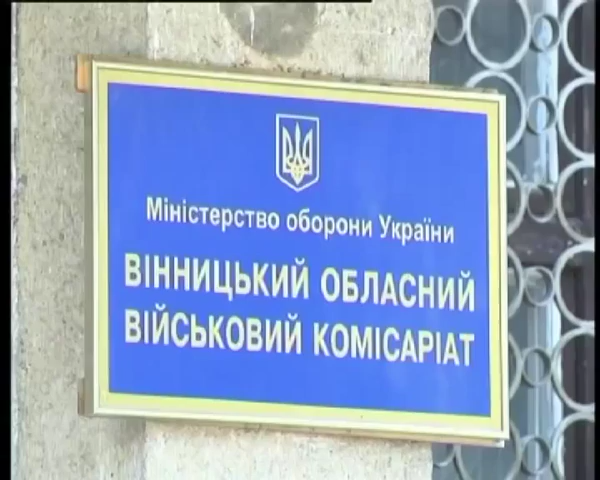 Міністерство оборони України
ВІННИЦЬКИЙ ОБЛАСНИЙ
ВІЙСЬКОВИЙ КОМІСАРІАТ